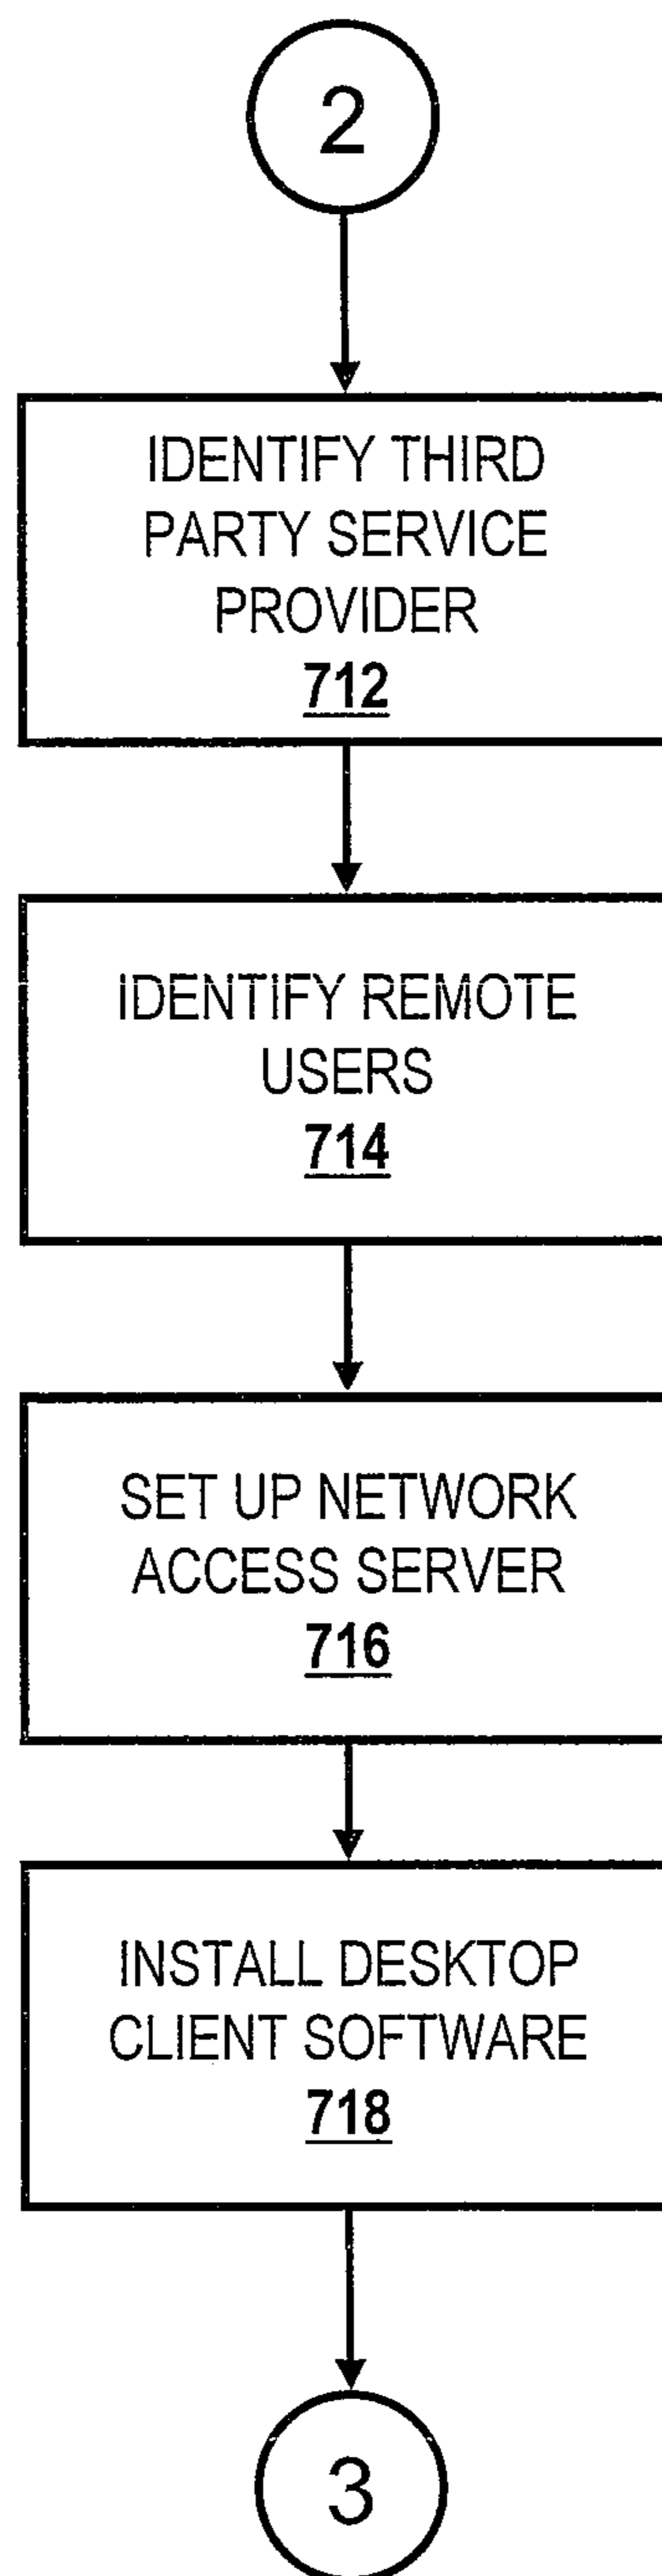 2
IDENTIFY THIRD
PARTY SERVICE
PROVIDER
712
IDENTIFY REMOTE
USERS
714
SET UP NETWORK
ACCESS SERVER
716
INSTALL DESKTOP
CLIENT SOFTWARE
718
3